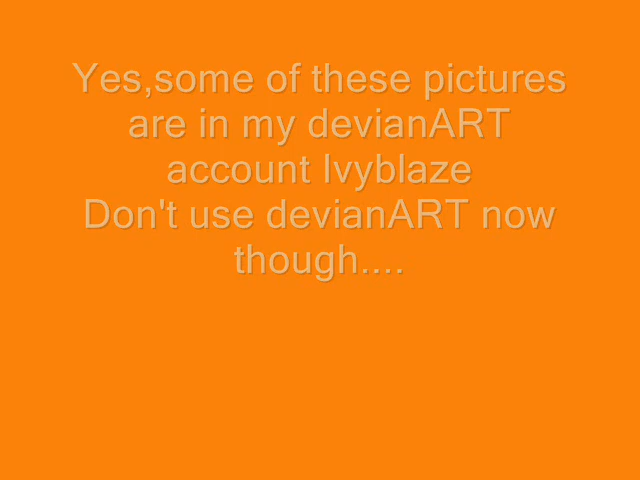 Yes,some of these pictures
are in my devianART
account Ivyblaze
Don't use devianART now
though....